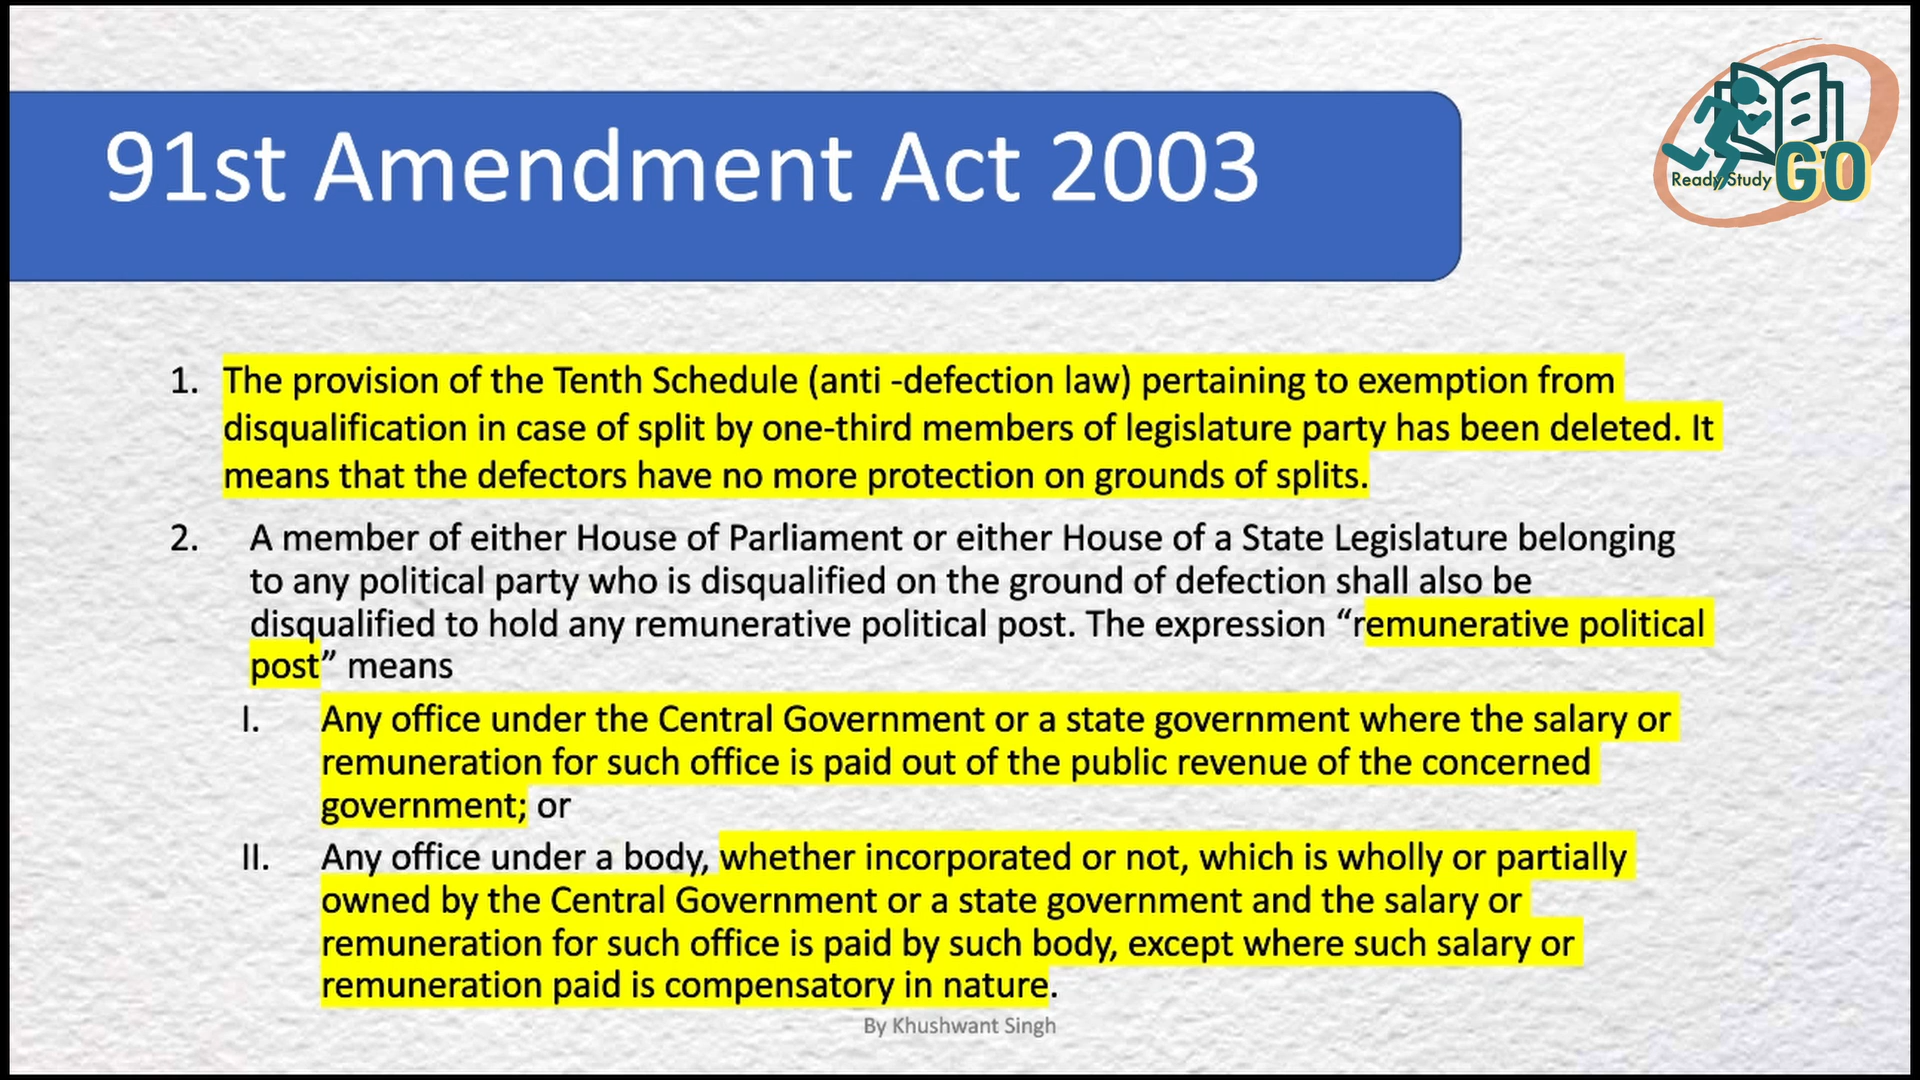 91st Amendment Act 2003
Ready Study GO
1. The provision of the Tenth Schedule (anti -defection law) pertaining to exemption from
disqualification in case of split by one-third members of legislature party has been deleted. It
means that the defectors have no more protection on grounds of splits.
2. A member of either House of Parliament or either House of a State Legislature belonging
to any political party who is disqualified on the ground of defection shall also be
disqualified to hold any remunerative political post. The expression “remunerative political
post” means
I. Any office under the Central Government or a state government where the salary or
remuneration for such office is paid out of the public revenue of the concerned
government; or
II. Any office under a body, whether incorporated or not, which is wholly or partially
owned by the Central Government or a state government and the salary or
remuneration for such office is paid by such body, except where such salary or
remuneration paid is compensatory in nature.
By Khushwant Singh